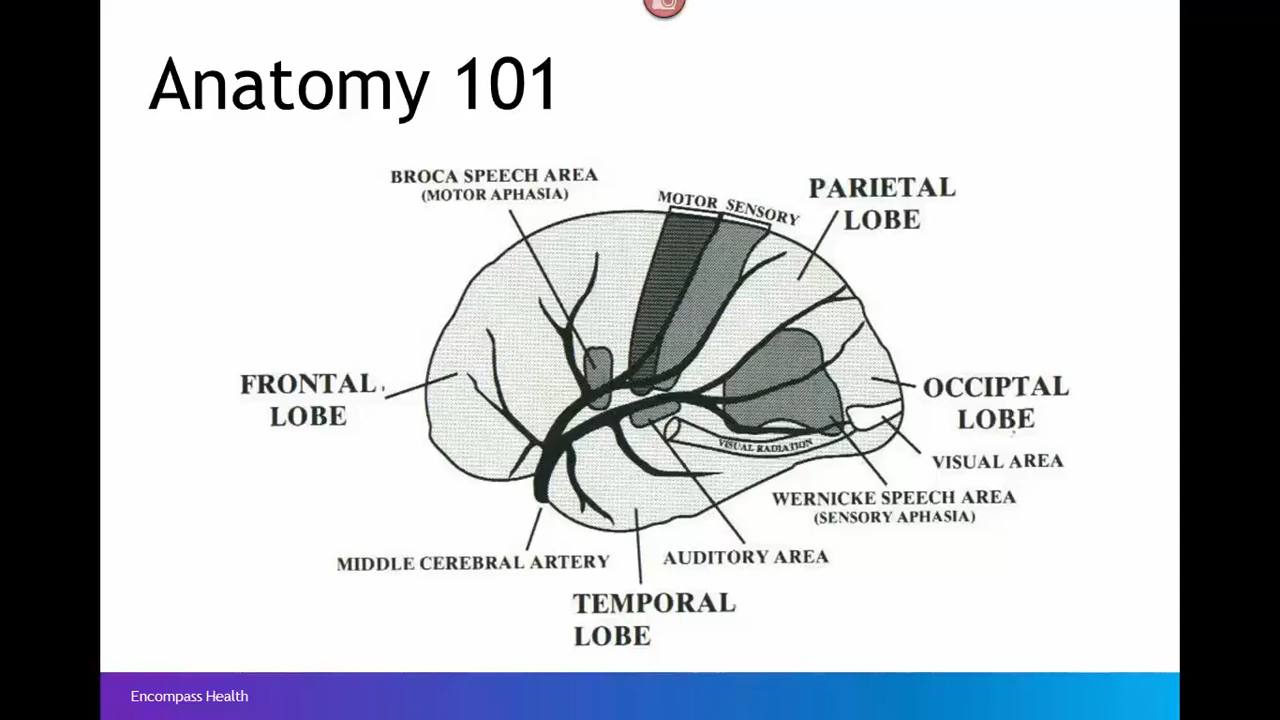 Anatomy 101
BROCA SPEECH AREA
(MOTOR APHASIA)
MOTOR SENSORY
PARIETAL
LOBE
FRONTAL
LOBE
OCCIPTAL
LOBE
VISUAL RADIATION
VISUAL AREA
WERNICKE SPEECH AREA
(SENSORY APHASIA)
MIDDLE CEREBRAL ARTERY
AUDITORY AREA
TEMPORAL
LOBE
Encompass Health